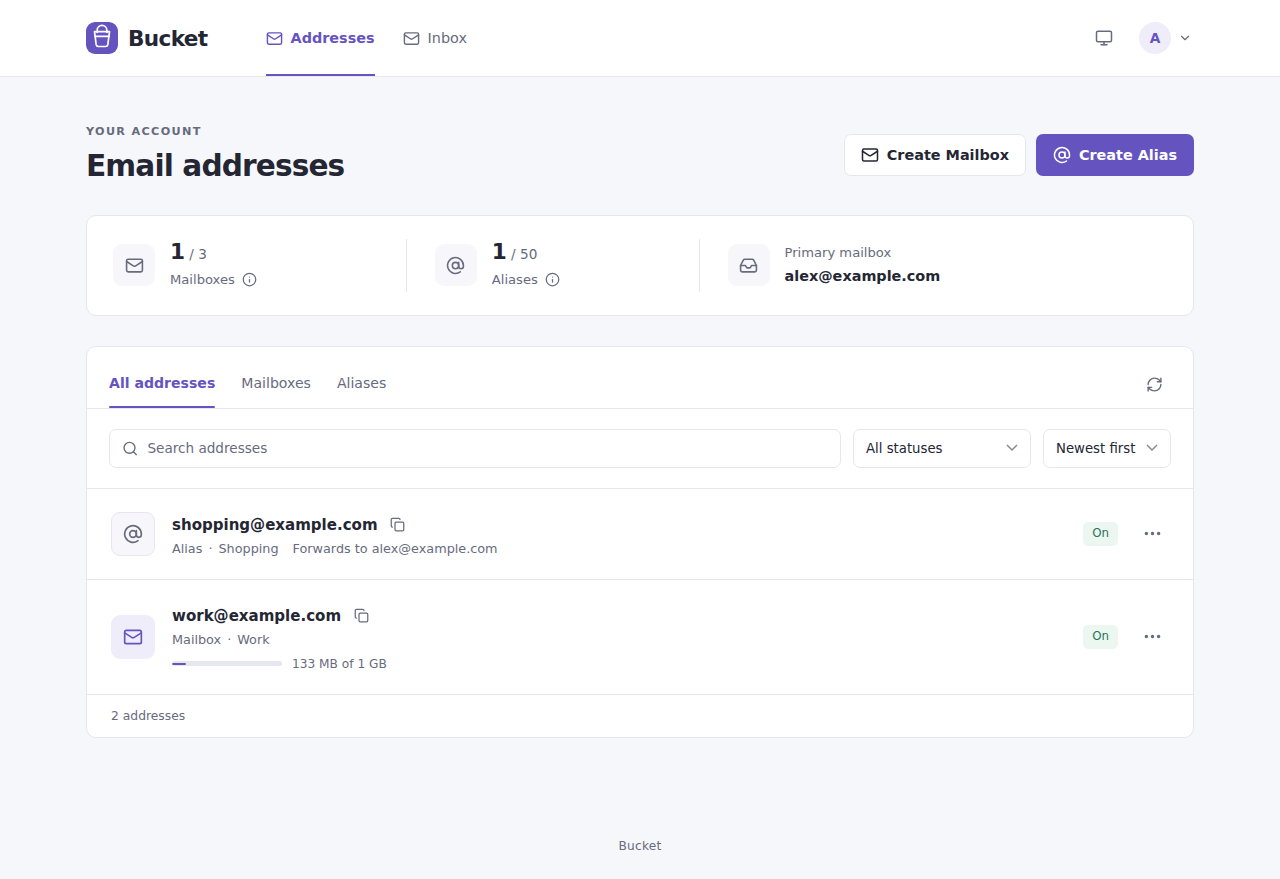 Bucket
Addresses
Inbox
A
YOUR ACCOUNT
Email addresses
Create Mailbox
Create Alias
1 / 3
Mailboxes
1 / 50
Aliases
Primary mailbox
alex@example.com
All addresses
Mailboxes
Aliases
Search addresses
All statuses
Newest first
shopping@example.com
Alias · Shopping Forwards to alex@example.com
On
work@example.com
Mailbox · Work
133 MB of 1 GB
On
2 addresses
Bucket